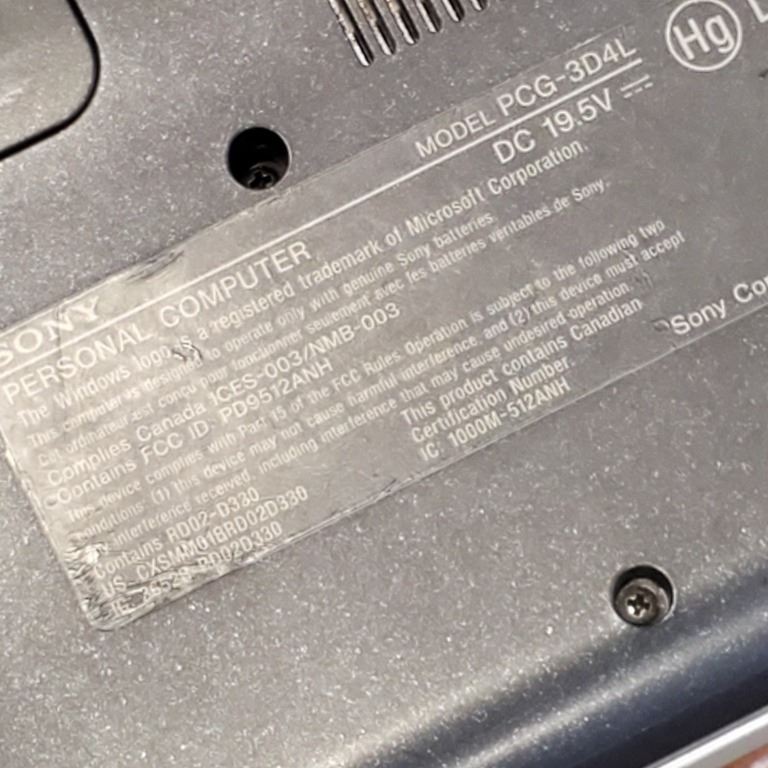 Hg L
SONY
MODEL PCG-3D4L
PERSONAL COMPUTER
DC 19.5V
The Windows logo is a registered trademark of Microsoft Corporation.
This computer is designed to operate only with genuine Sony batteries.
Cet ordinateur est conçu pour fonctionner seulement avec les batteries véritables de Sony.
Complies Canada ICES-003/NMB-003
Contains FCC ID: PD9512ANH
This device complies with Part 15 of the FCC Rules. Operation is subject to the following two
conditions. (1) this device may not cause harmful interference, and (2) this device must accept
interference received, including interference that may cause undesired operation.
Contains RD02-D330
This product contains Canadian
US: CXSMM01BRD02D330
Certification Number:
RD02D330
IC: 1000M-512ANH
Sony Cor